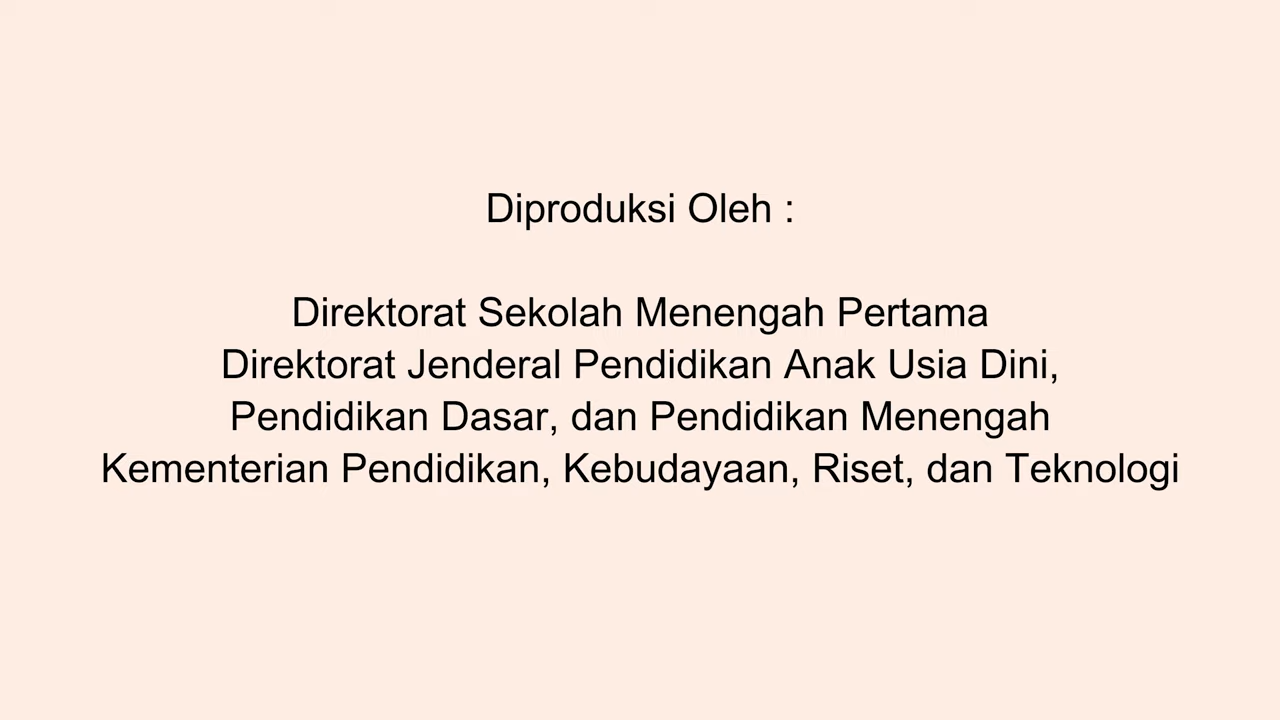 Diproduksi Oleh :
Direktorat Sekolah Menengah Pertama
Direktorat Jenderal Pendidikan Anak Usia Dini,
Pendidikan Dasar, dan Pendidikan Menengah
Kementerian Pendidikan, Kebudayaan, Riset, dan Teknologi